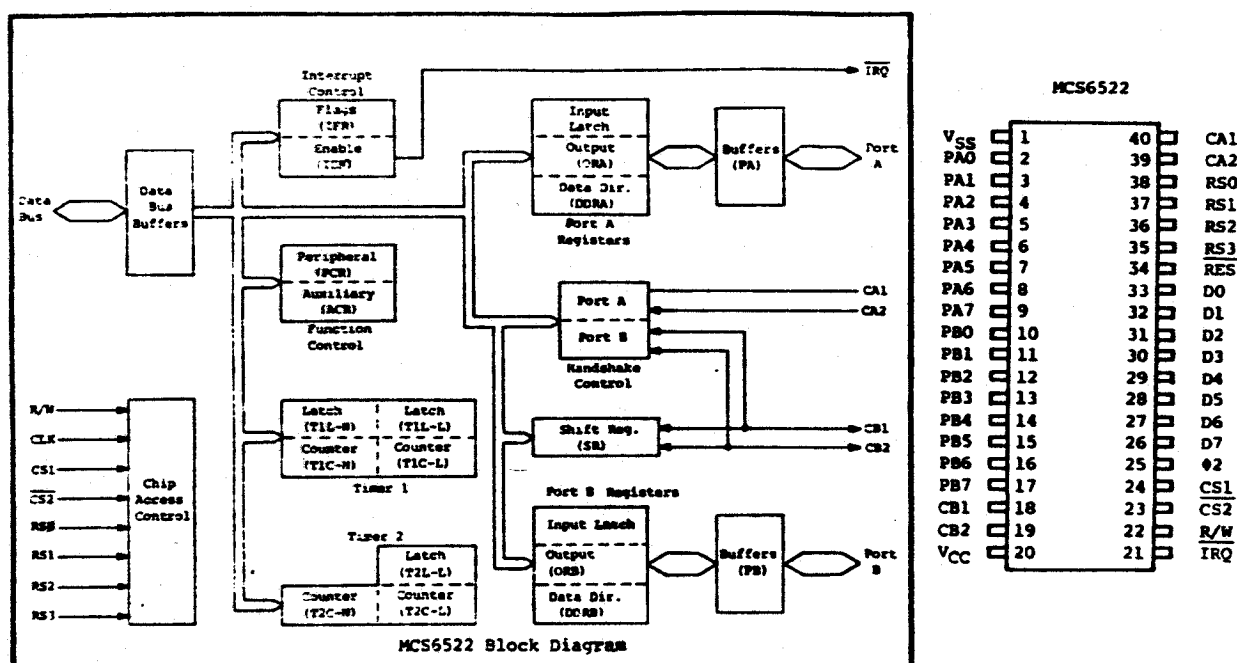 IRQ
Interrupt
Control
Flags
(IFR)
Enable
Data
Bus
Data
Bus
Buffers
Input
Latch
Output
(ORA)
Data Dir.
(DDRA)
Port A
Registers
Buffers
(PA)
Port
A
Peripheral
(PCR)
Auxiliary
(ACR)
Function
Control
Port A
Port B
Handshake
Control
CA1
CA2
R/W
CLK
CS1
CS2
RSØ
RS1
RS2
RS3
Chip
Access
Control
Latch
(T1L-H)
Latch
(T1L-L)
Counter
(T1C-H)
Counter
(T1C-L)
Timer 1
Shift Reg.
(SR)
CB1
CB2
Timer 2
Latch
(T2L-L)
Counter
(T2C-H)
Counter
(T2C-L)
Port B Registers
Input Latch
Output
(ORB)
Data Dir.
(DDRB)
Buffers
(PB)
Port
B
MCS6522 Block Diagram
MCS6522
VSS 1 40 CA1
PA0 2 39 CA2
PA1 3 38 RS0
PA2 4 37 RS1
PA3 5 36 RS2
PA4 6 35 RS3
PA5 7 34 RES
PA6 8 33 D0
PA7 9 32 D1
PB0 10 31 D2
PB1 11 30 D3
PB2 12 29 D4
PB3 13 28 D5
PB4 14 27 D6
PB5 15 26 D7
PB6 16 25 Φ2
PB7 17 24 CS1
CB1 18 23 CS2
CB2 19 22 R/W
VCC 20 21 IRQ